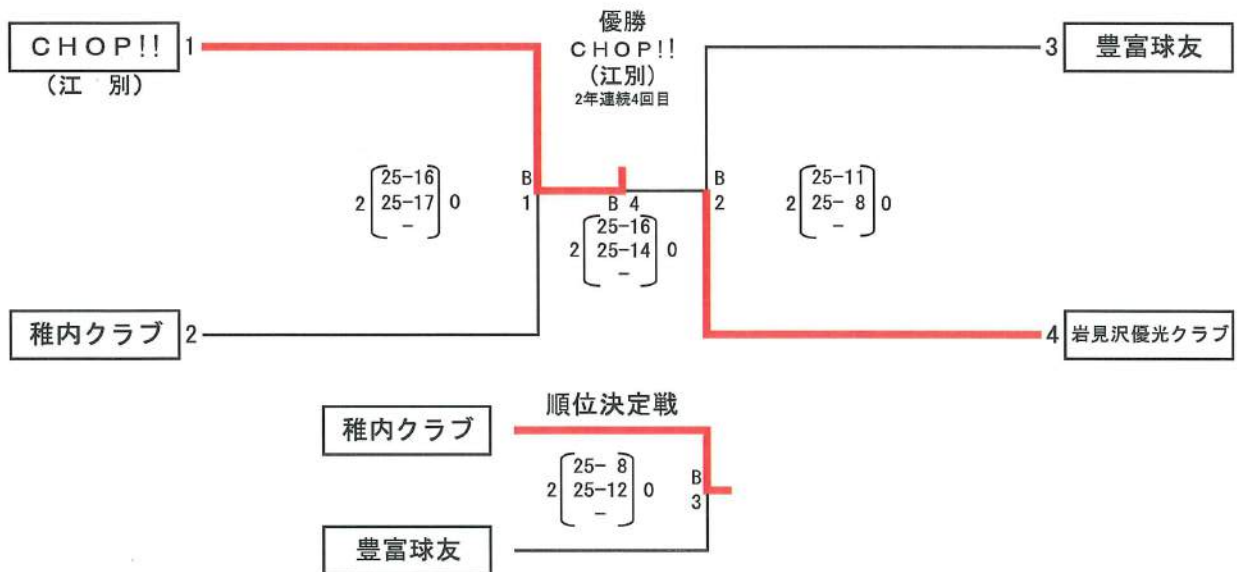 優勝
CHOP!!
(江別)
2年連続4回目
CHOP!! 1
(江 別)
3 豊富球友
25-16
2 25-17 0
-
B
1
B 4
25-16
2 25-14 0
-
B
2
25-11
2 25- 8 0
-
稚内クラブ 2
4 岩見沢優光クラブ
順位決定戦
稚内クラブ
25- 8
2 25-12 0
-
B
3
豊富球友